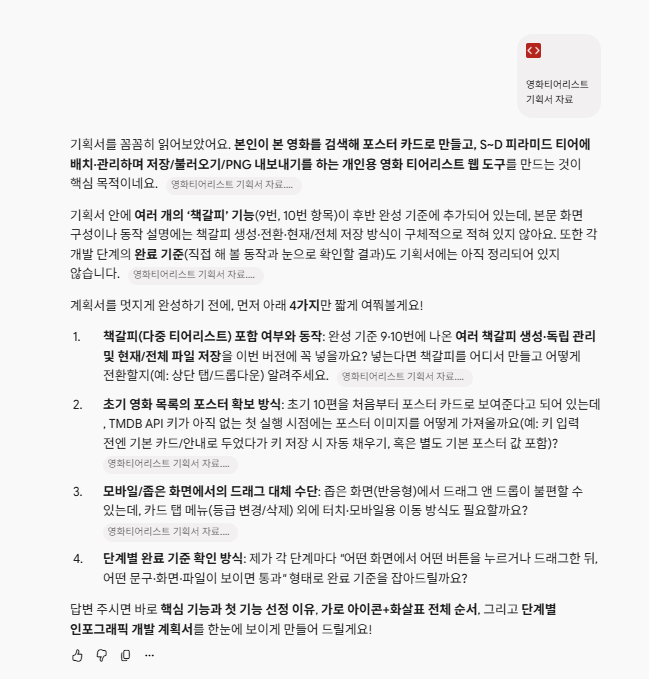 영화티어리스트
기획서 자료
기획서를 꼼꼼히 읽어보았어요. 본인이 본 영화를 검색해 포스터 카드로 만들고, S~D 피라미드 티어에
배치·관리하며 저장/불러오기/PNG 내보내기를 하는 개인용 영화 티어리스트 웹 도구를 만드는 것이
핵심 목적이네요. 영화티어리스트 기획서 자료....
기획서 안에 여러 개의 ‘책갈피’ 기능(9번, 10번 항목)이 후반 완성 기준에 추가되어 있는데, 본문 화면
구성이나 동작 설명에는 책갈피 생성·전환·현재/전체 저장 방식이 구체적으로 적혀 있지 않아요. 또한 각
개발 단계의 완료 기준(직접 해 볼 동작과 눈으로 확인할 결과)도 기획서에는 아직 정리되어 있지
않습니다. 영화티어리스트 기획서 자료....
계획서를 멋지게 완성하기 전에, 먼저 아래 4가지만 짧게 여쭤볼게요!
1. 책갈피(다중 티어리스트) 포함 여부와 동작: 완성 기준 9·10번에 나온 여러 책갈피 생성·독립 관리
및 현재/전체 파일 저장을 이번 버전에 꼭 넣을까요? 넣는다면 책갈피를 어디서 만들고 어떻게
전환할지(예: 상단 탭/드롭다운) 알려주세요. 영화티어리스트 기획서 자료....
2. 초기 영화 목록의 포스터 확보 방식: 초기 10편을 처음부터 포스터 카드로 보여준다고 되어 있는데
, TMDB API 키가 아직 없는 첫 실행 시점에는 포스터 이미지를 어떻게 가져올까요(예: 키 입력
전엔 기본 카드/안내로 두었다가 키 저장 시 자동 채우기, 혹은 별도 기본 포스터 값 포함)?
영화티어리스트 기획서 자료....
3. 모바일/좁은 화면에서의 드래그 대체 수단: 좁은 화면(반응형)에서 드래그 앤 드롭이 불편할 수
있는데, 카드 탭 메뉴(등급 변경/삭제) 외에 터치·모바일용 이동 방식도 필요할까요?
영화티어리스트 기획서 자료....
4. 단계별 완료 기준 확인 방식: 제가 각 단계마다 “어떤 화면에서 어떤 버튼을 누르거나 드래그한 뒤,
어떤 문구·화면·파일이 보이면 통과” 형태로 완료 기준을 잡아드릴까요?
답변 주시면 바로 핵심 기능과 첫 기능 선정 이유, 가로 아이콘+화살표 전체 순서, 그리고 단계별
인포그래픽 개발 계획서를 한눈에 보이게 만들어 드릴게요!